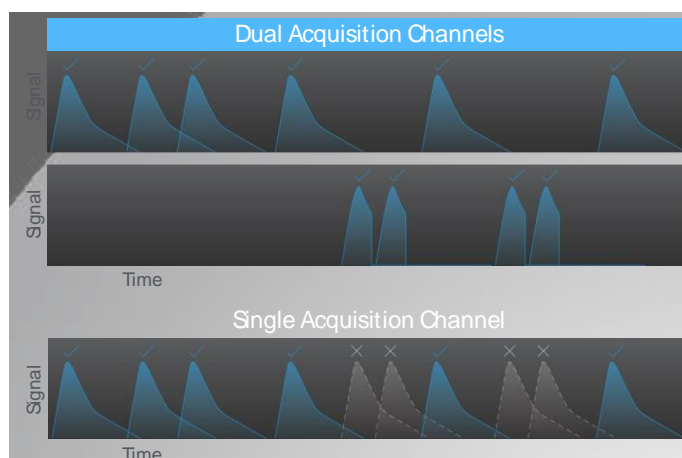 Dual Acquisition Channels
Signal
Signal
Time
Single Acquisition Channel
Signal
Time